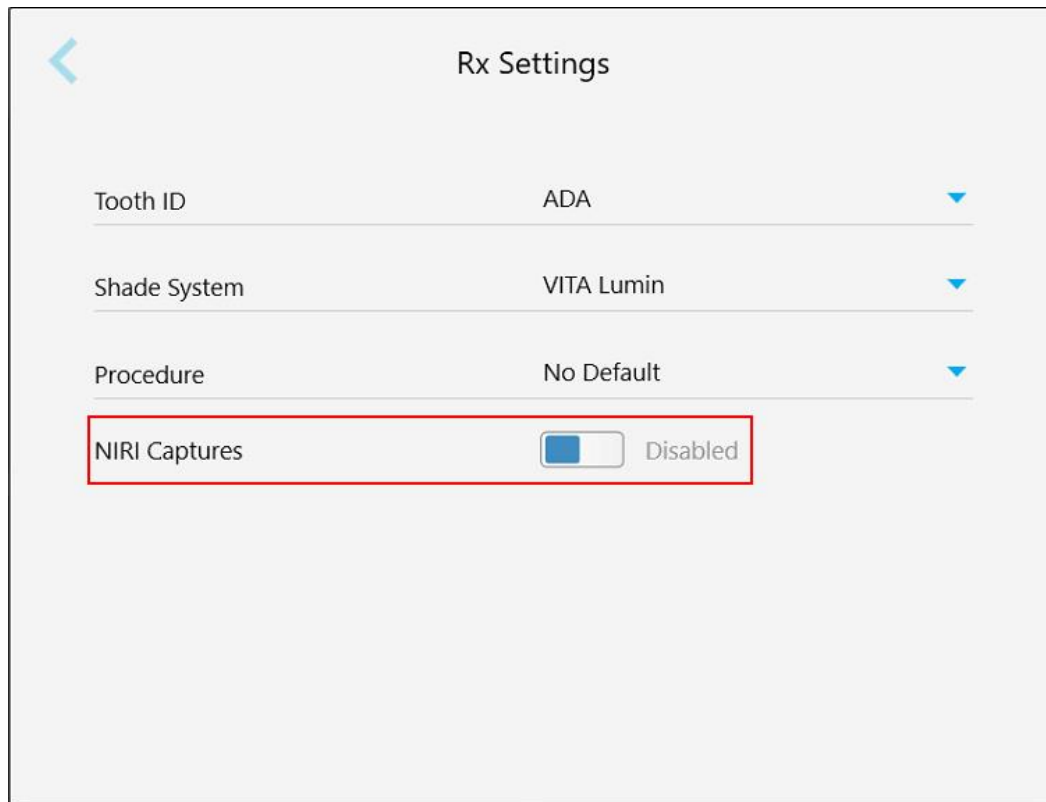 Rx Settings
Tooth ID ADA
Shade System VITA Lumin
Procedure No Default
NIRI Captures Disabled